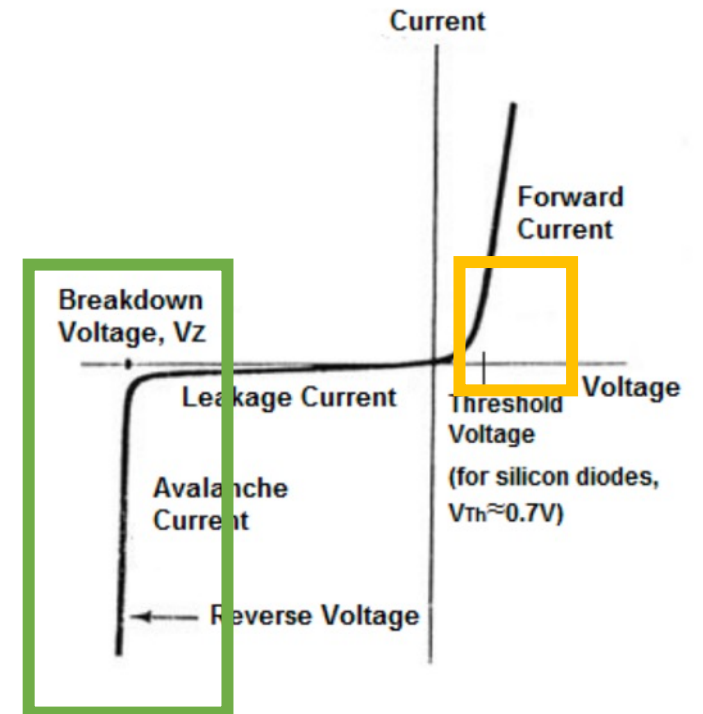 Current
Forward
Current
Breakdown
Voltage, Vz
Leakage Current
Voltage
Threshold
Voltage
(for silicon diodes,
VTh≈0.7V)
Avalanche
Current
Reverse Voltage